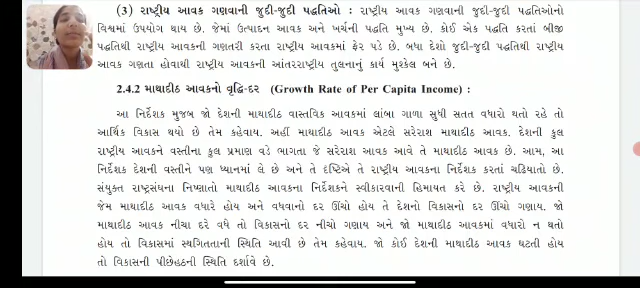 (3) રાષ્ટ્રીય આવક ગણવાની જુદી-જુદી પદ્ધતિઓ : રાષ્ટ્રીય આવક ગણવાની જુદી-જુદી પદ્ધતિઓનો
વિશ્વમાં ઉપયોગ થાય છે. જેમાં ઉત્પાદન આવક અને ખર્ચની પદ્ધતિ મુખ્ય છે. કોઈ એક પદ્ધતિ કરતાં બીજી
પદ્ધતિથી રાષ્ટ્રીય આવકની ગણતરી કરતા રાષ્ટ્રીય આવકમાં ફેર પડે છે. બધા દેશો જુદી-જુદી પદ્ધતિથી રાષ્ટ્રીય
આવક ગણતા હોવાથી રાષ્ટ્રીય આવકની આંતરરાષ્ટ્રીય તુલનાનું કાર્ય મુશ્કેલ બને છે.
2.4.2 માથાદીઠ આવકનો વૃદ્ધિ-દર (Growth Rate of Per Capita Income) :
આ નિર્દેશક મુજબ જો દેશની માથાદીઠ વાસ્તવિક આવકમાં લાંબા ગાળા સુધી સતત વધારો થતો રહે તો
આર્થિક વિકાસ થયો છે તેમ કહેવાય. અહીં માથાદીઠ આવક એટલે સરેરાશ માથાદીઠ આવક. દેશની કુલ
રાષ્ટ્રીય આવકને વસ્તીના કુલ પ્રમાણ વડે ભાગતા જે સરેરાશ આવક આવે તે માથાદીઠ આવક છે. આમ, આ
નિર્દેશક દેશની વસ્તીને પણ ધ્યાનમાં લે છે અને તે દૃષ્ટિએ તે રાષ્ટ્રીય આવકના નિર્દેશક કરતાં ચઢિયાતો છે.
સંયુક્ત રાષ્ટ્રસંઘના નિષ્ણાતો માથાદીઠ આવકના નિર્દેશકને સ્વીકારવાની હિમાયત કરે છે. રાષ્ટ્રીય આવકની
જેમ માથાદીઠ આવક વધારે હોય અને વધવાનો દર ઊંચો હોય તે દેશનો વિકાસનો દર ઊંચો ગણાય. જો
માથાદીઠ આવક નીચા દરે વધે તો વિકાસનો દર નીચો ગણાય અને જો માથાદીઠ આવકમાં વધારો ન થતો
હોય તો વિકાસમાં સ્થગિતતાની સ્થિતિ આવી છે તેમ કહેવાય. જો કોઈ દેશની માથાદીઠ આવક ઘટતી હોય
તો વિકાસની પીછેહઠની સ્થિતિ દર્શાવે છે.